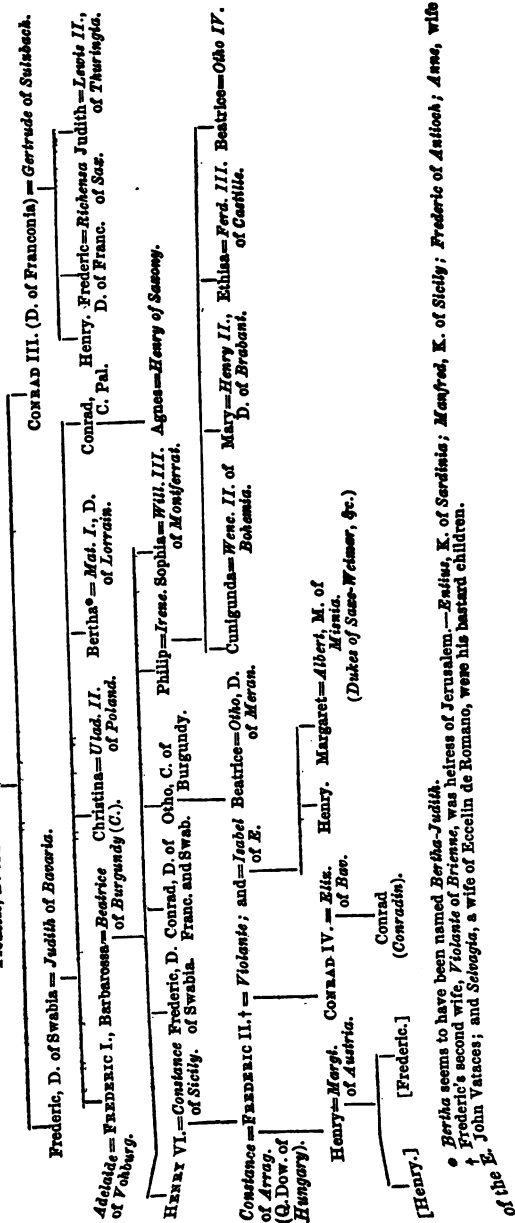 CONRAD III. (D. of Franconia) = Gertrude of Sulzbach.
Frederic, D. of Swabia = Judith of Bavaria.
Adelaide = FREDERIC I., Barbarossa = Beatrice
of Vohburg.
of Burgundy (C.).
Christina = Ulad. II.
of Poland.
Bertha* = Mat. I., D.
of Lorrain.
Conrad,
C. Pal.
Henry. Frederic = Richensa
D. of Franc. of Sax.
Judith = Lewis II.,
of Thuringia.
HENRY VI. = Constance
of Sicily.
Frederic, D.
of Swabia.
Conrad, D. of
Franc. and Swab.
Otho, C. of
Burgundy.
Philip = Irene.
Sophia = Will. III.
of Montferrat.
Agnes = Henry of Saxony.
Constance = FREDERIC II.† = Violante; and = Isabel
of Arrag.
(Q. Dow. of
Hungary).
of E.
Beatrice = Otho, D.
of Meran.
Cunigunda = Wenc. II. of
Bohemia.
Mary = Henry II.,
D. of Brabant.
Ethisa = Ferd. III.
of Castille.
Beatrice = Otho IV.
Henry = Margt.
of Austria.
CONRAD IV. = Eliz.
of Bav.
Henry.
Margaret = Albert, M. of
Misnia.
(Dukes of Saxe-Weimer, &c.)
[Henry.] [Frederic.]
Conrad
(Conradin).
* Bertha seems to have been named Bertha-Judith.
† Frederic's second wife, Violante of Brienne, was heiress of Jerusalem.—Entius, K. of Sardinia; Manfred, K. of Sicily; Frederic of Antioch; Anne, wife
of the E. John Vataces; and Selvagia, a wife of Eccelin de Romano, were his bastard children.